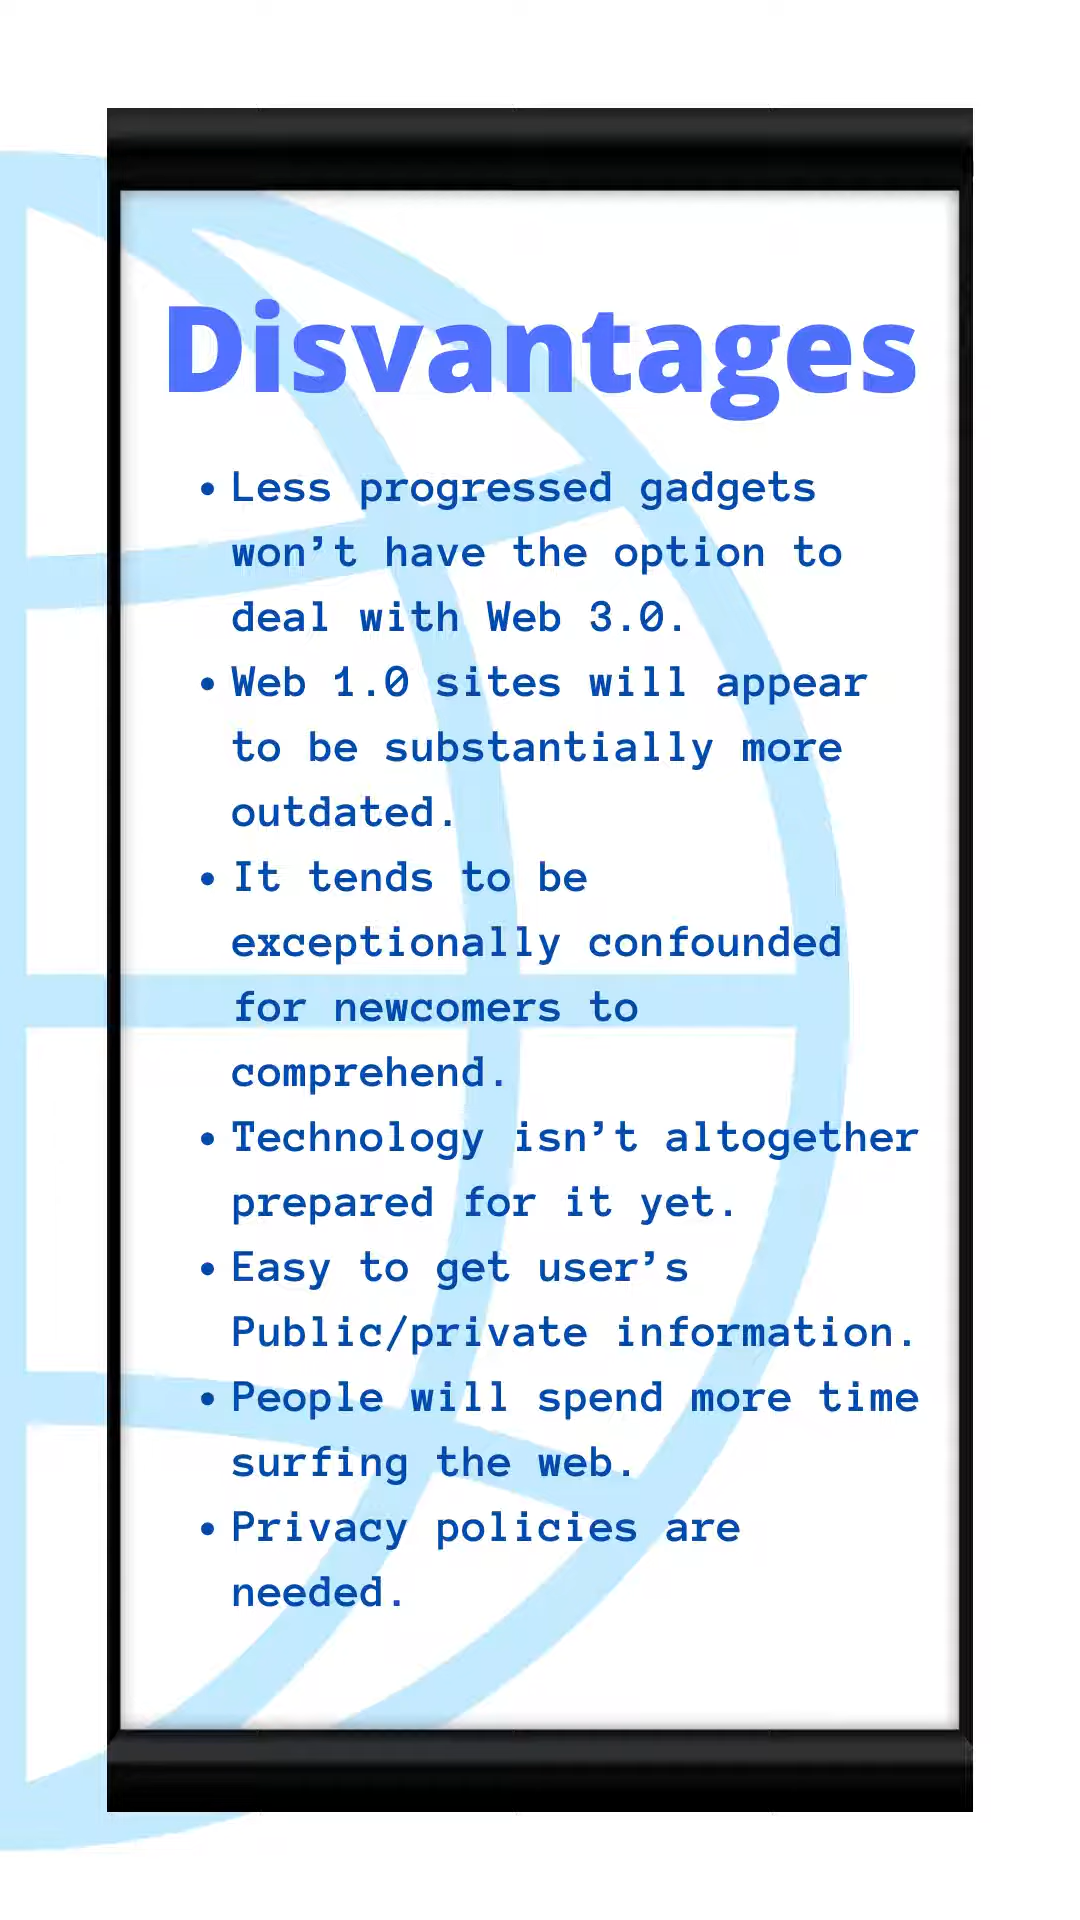 Disvantages
• Less progressed gadgets
won’t have the option to
deal with Web 3.0.
• Web 1.0 sites will appear
to be substantially more
outdated.
• It tends to be
exceptionally confounded
for newcomers to
comprehend.
• Technology isn’t altogether
prepared for it yet.
• Easy to get user’s
Public/private information.
• People will spend more time
surfing the web.
• Privacy policies are
needed.